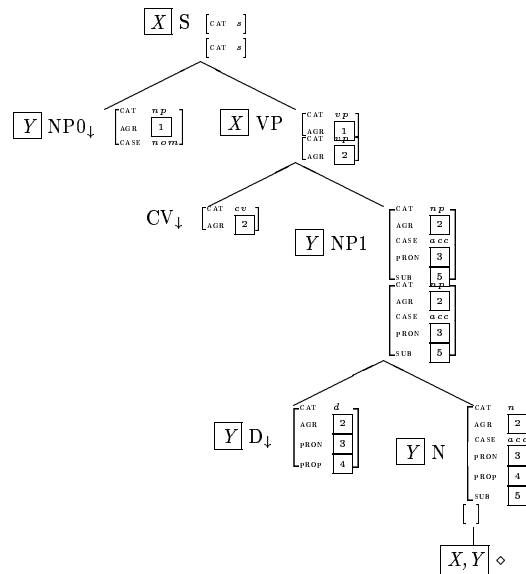 X S [CAT s]
[CAT s]
Y NP0↓ [CAT np
AGR 1
CASE nom]
X VP [CAT vp
AGR 1]
[CAT vp
AGR 2]
CV↓ [CAT cv
AGR 2]
Y NP1 [CAT np
AGR 2
CASE acc
PRON 3
SUB 5]
[CAT np
AGR 2
CASE acc
PRON 3
SUB 5]
Y D↓ [CAT d
AGR 2
PRON 3
PROP 4]
Y N [CAT n
AGR 2
CASE acc
PRON 3
PROP 4
SUB 5
[ ]
X, Y ⋄